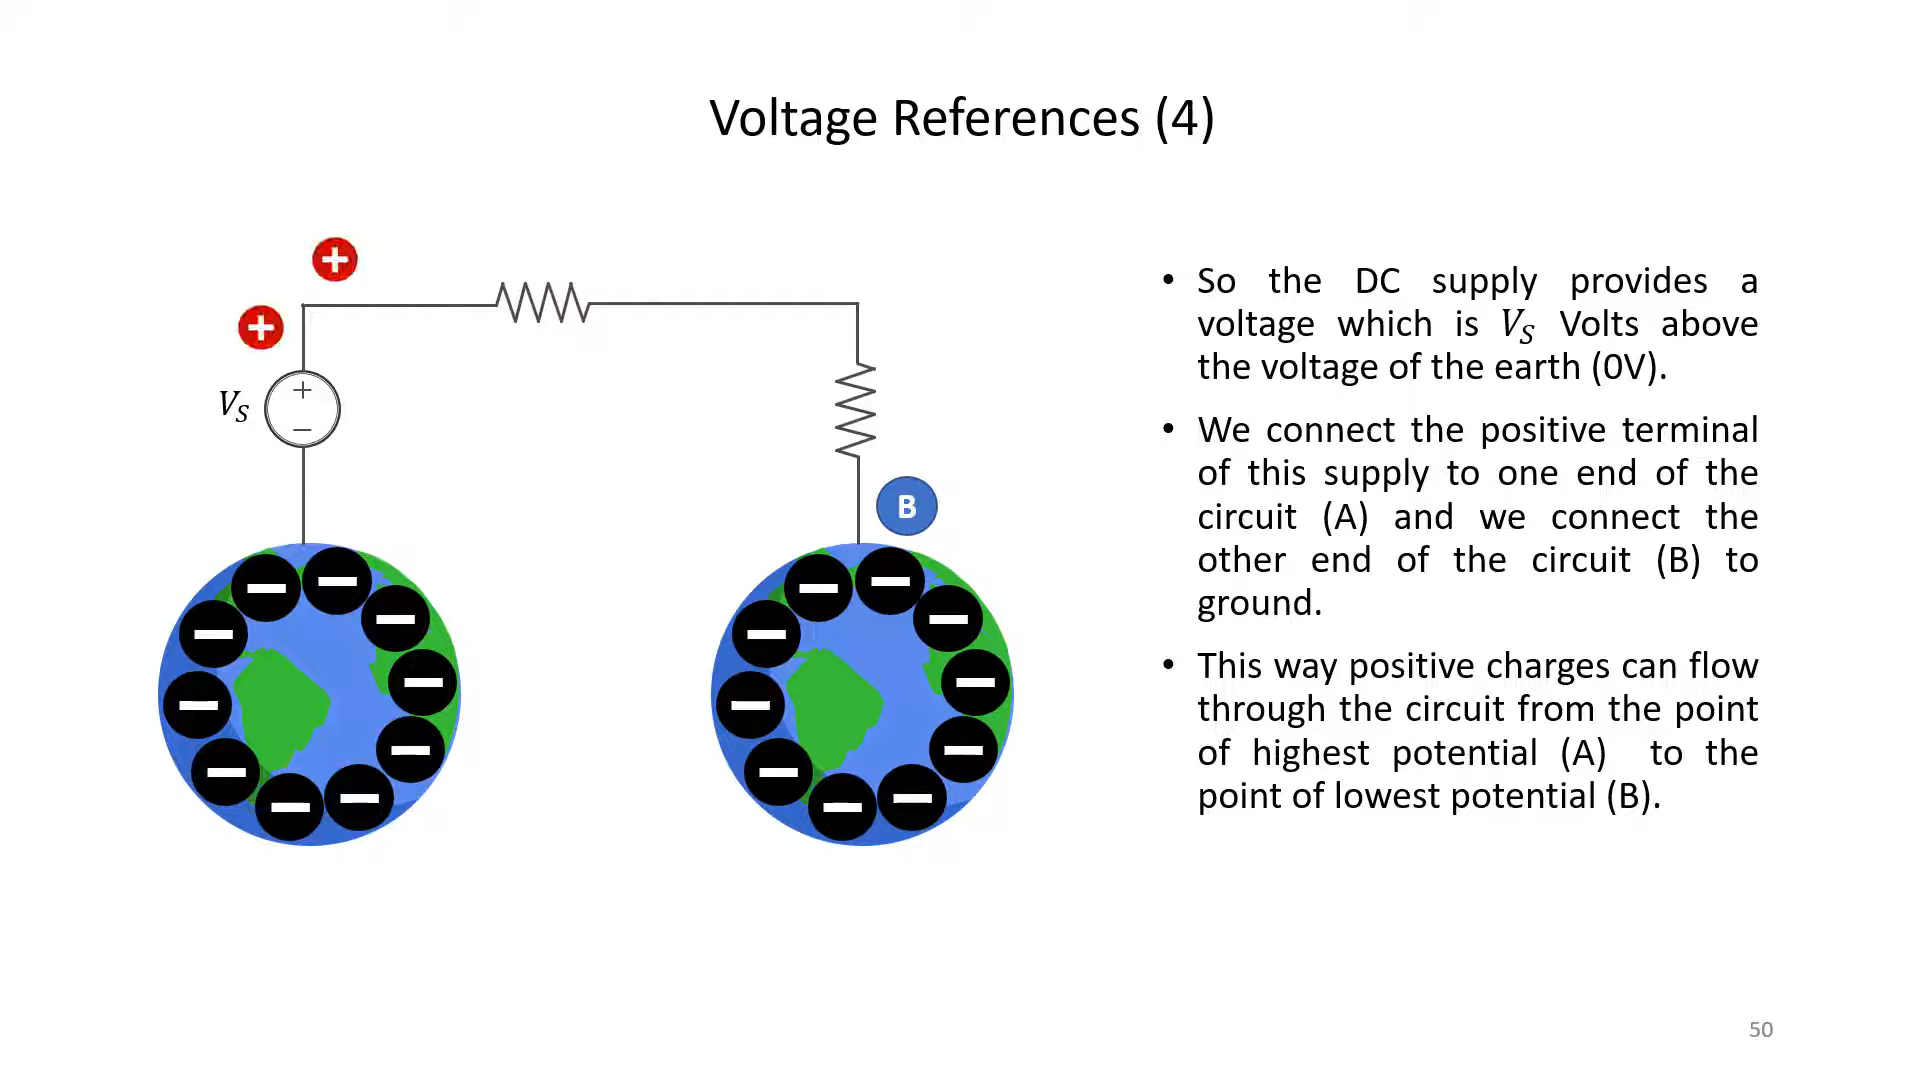 Voltage References (4)
+
+
V_S
+
−
B
• So the DC supply provides a
voltage which is V_S Volts above
the voltage of the earth (0V).
• We connect the positive terminal
of this supply to one end of the
circuit (A) and we connect the
other end of the circuit (B) to
ground.
• This way positive charges can flow
through the circuit from the point
of highest potential (A) to the
point of lowest potential (B).
50